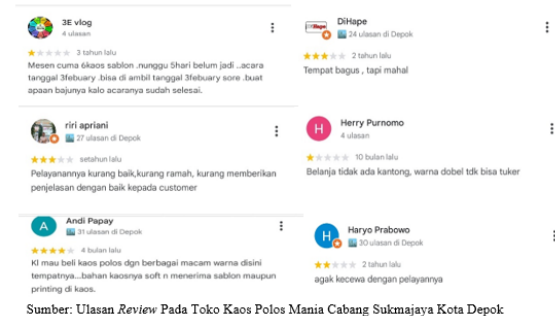 3E vlog
4 ulasan
3 tahun lalu
Mesen cuma 6kaos sablon .nunggu 5hari belum jadi ..acara
tanggal 3febuary .bisa di ambil tanggal 3febuary sore .buat
apaan bajunya kalo acaranya sudah selesai.
DiHape
24 ulasan di Depok
2 tahun lalu
Tempat bagus , tapi mahal
riri apriani
27 ulasan di Depok
setahun lalu
Pelayanannya kurang baik,kurang ramah, kurang memberikan
penjelasan dengan baik kepada customer
H
Herry Purnomo
4 ulasan
10 bulan lalu
Belanja tidak ada kantong, warna dobel tdk bisa tuker
A
Andi Papay
31 ulasan di Depok
4 bulan lalu
Kl mau beli kaos polos dgn berbagai macam warna disini
tempatnya...bahan kaosnya soft n menerima sablon maupun
printing di kaos.
H
Haryo Prabowo
30 ulasan di Depok
2 tahun lalu
agak kecewa dengan pelayannya
Sumber: Ulasan Review Pada Toko Kaos Polos Mania Cabang Sukmajaya Kota Depok